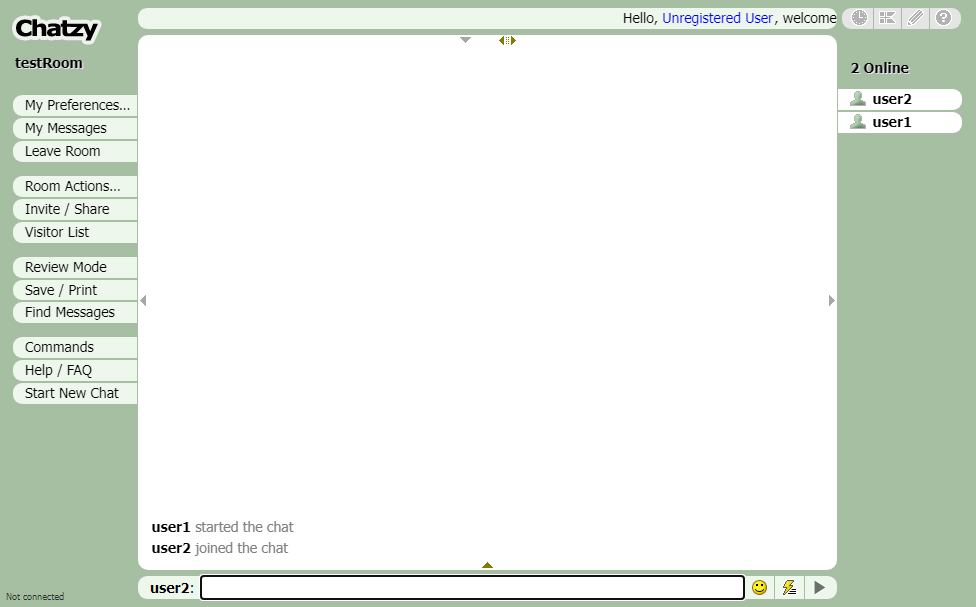 Chatzy
testRoom
Hello, Unregistered User, welcome
My Preferences...
My Messages
Leave Room
Room Actions...
Invite / Share
Visitor List
Review Mode
Save / Print
Find Messages
Commands
Help / FAQ
Start New Chat
2 Online
user2
user1
user1 started the chat
user2 joined the chat
user2:
Not connected